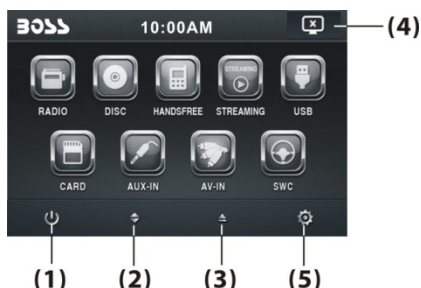 BOSS 10:00AM (4)
STREAMING
RADIO DISC HANDSFREE STREAMING USB
CARD AUX-IN AV-IN SWC
(1) (2) (3) (5)